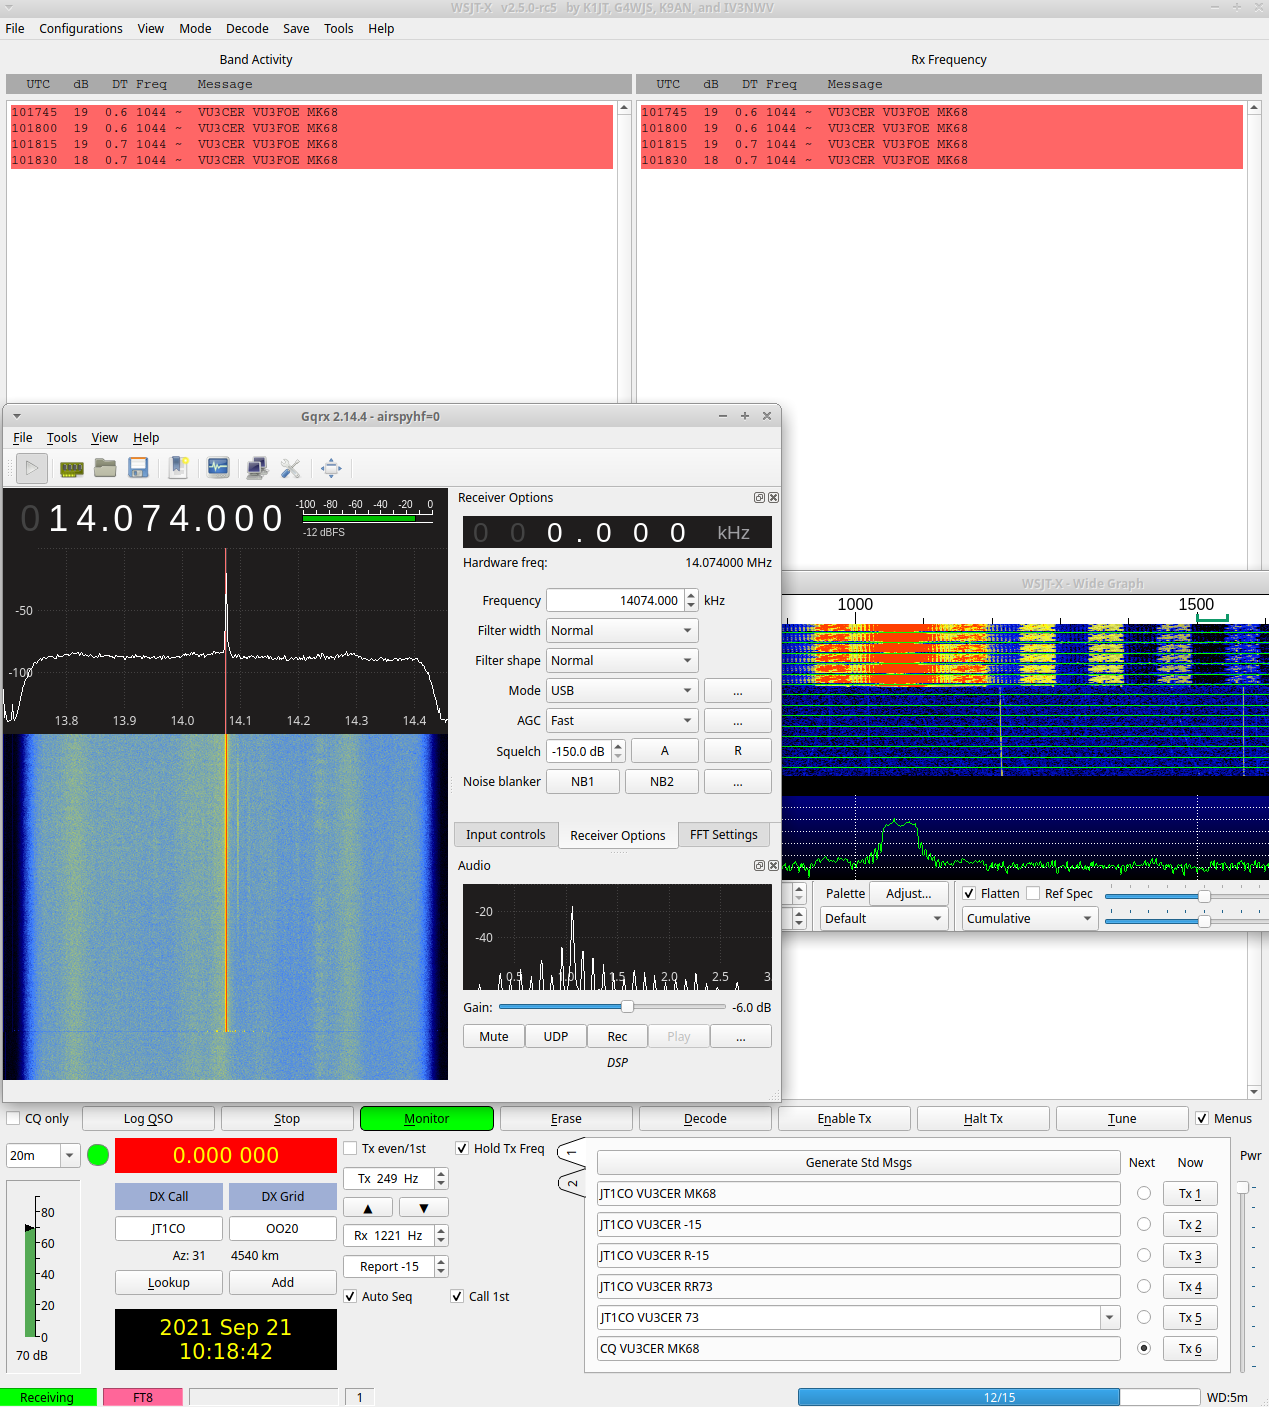 WSJT-X v2.5.0-rc5 by K1JT, G4WJS, K9AN, and IV3NWV
File Configurations View Mode Decode Save Tools Help
Band Activity
Rx Frequency
UTC dB DT Freq Message
UTC dB DT Freq Message
101745 19 0.6 1044 ~ VU3CER VU3FOE MK68
101800 19 0.6 1044 ~ VU3CER VU3FOE MK68
101815 19 0.7 1044 ~ VU3CER VU3FOE MK68
101830 18 0.7 1044 ~ VU3CER VU3FOE MK68
101745 19 0.6 1044 ~ VU3CER VU3FOE MK68
101800 19 0.6 1044 ~ VU3CER VU3FOE MK68
101815 19 0.7 1044 ~ VU3CER VU3FOE MK68
101830 18 0.7 1044 ~ VU3CER VU3FOE MK68
Gqrx 2.14.4 - airspyhf=0
File Tools View Help
014.074.000
-100 -80 -60 -40 -20 0
-12 dBFS
-50
-100
13.8 13.9 14.0 14.1 14.2 14.3 14.4
Receiver Options
0 0 0.0 0 0 kHz
Hardware freq: 14.074000 MHz
Frequency 14074.000 kHz
Filter width Normal
Filter shape Normal
Mode USB ...
AGC Fast ...
Squelch -150.0 dB A R
Noise blanker NB1 NB2 ...
Input controls Receiver Options FFT Settings
Audio
-20
-40
0.5 1.0 1.5 2.0 2.5 3
Gain: -6.0 dB
Mute UDP Rec Play ...
DSP
WSJT-X - Wide Graph
1000 1500
Palette Adjust... Flatten Ref Spec
Default Cumulative
CQ only Log QSO Stop Monitor Erase Decode Enable Tx Halt Tx Tune Menus
20m
0.000 000
DX Call DX Grid
JT1CO OO20
Az: 31 4540 km
Lookup Add
2021 Sep 21
10:18:42
80
60
40
20
0
70 dB
Tx even/1st Hold Tx Freq
Tx 249 Hz
▲ ▼
Rx 1221 Hz
Report -15
Auto Seq Call 1st
1
2
Generate Std Msgs Next Now Pwr
JT1CO VU3CER MK68 Tx 1
JT1CO VU3CER -15 Tx 2
JT1CO VU3CER R-15 Tx 3
JT1CO VU3CER RR73 Tx 4
JT1CO VU3CER 73 Tx 5
CQ VU3CER MK68 Tx 6
Receiving FT8 1 12/15 WD:5m